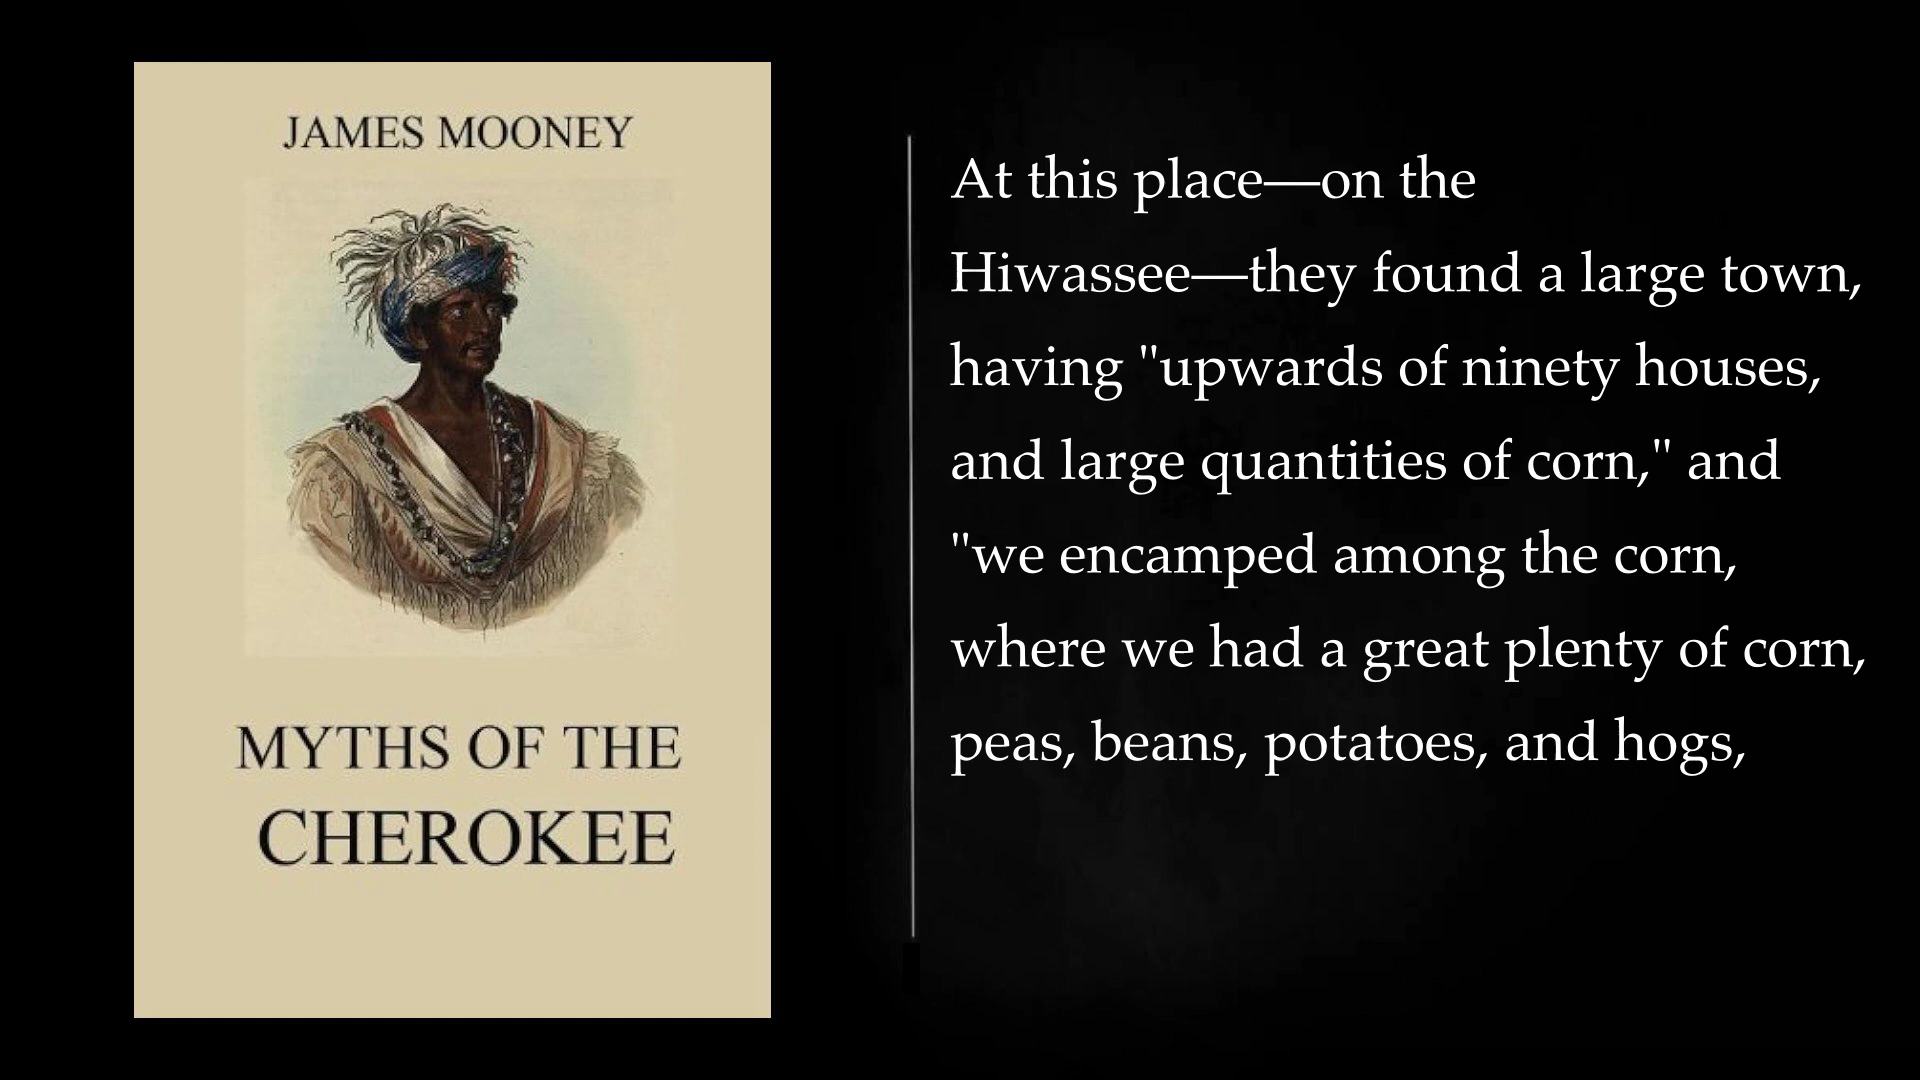 JAMES MOONEY
MYTHS OF THE
CHEROKEE
At this place—on the
Hiwassee—they found a large town,
having "upwards of ninety houses,
and large quantities of corn," and
"we encamped among the corn,
where we had a great plenty of corn,
peas, beans, potatoes, and hogs,